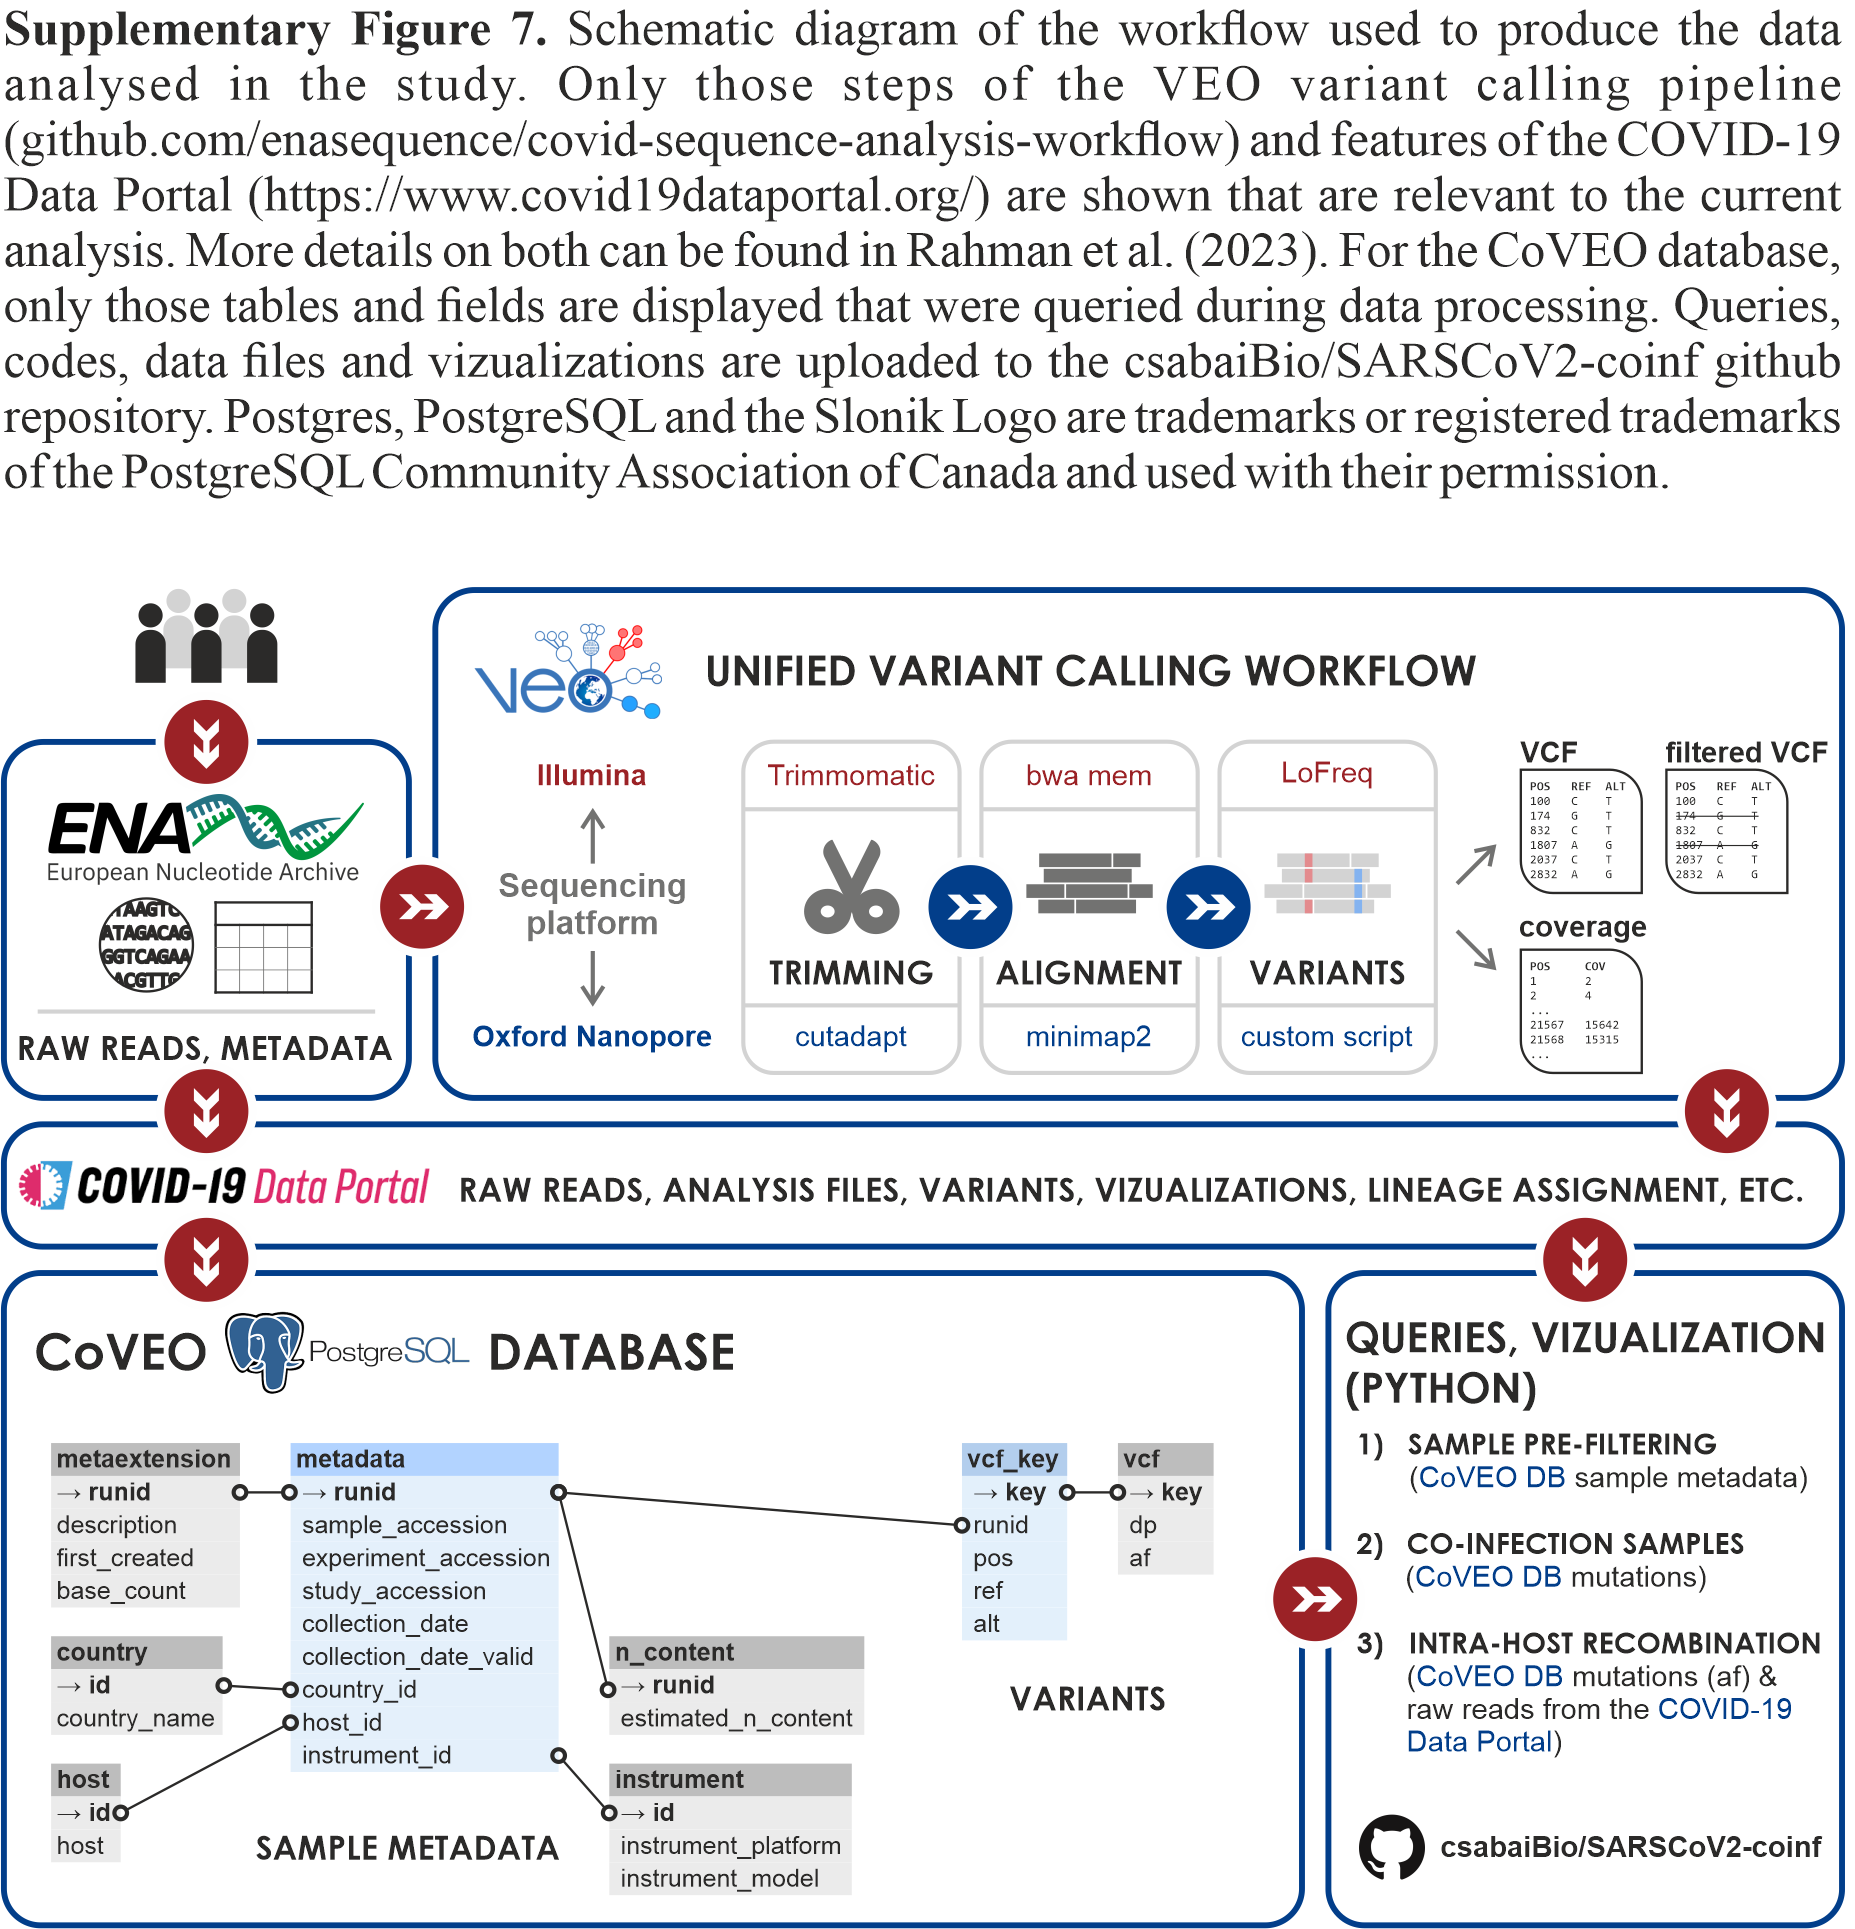 Supplementary Figure 7. Schematic diagram of the workflow used to produce the data
analysed in the study. Only those steps of the VEO variant calling pipeline
(github.com/enasequence/covid-sequence-analysis-workflow) and features of the COVID-19
Data Portal (https://www.covid19dataportal.org/) are shown that are relevant to the current
analysis. More details on both can be found in Rahman et al. (2023). For the CoVEO database,
only those tables and fields are displayed that were queried during data processing. Queries,
codes, data files and vizualizations are uploaded to the csabaiBio/SARSCoV2-coinf github
repository. Postgres, PostgreSQL and the Slonik Logo are trademarks or registered trademarks
of the PostgreSQL Community Association of Canada and used with their permission.
ENA
European Nucleotide Archive
TAAGTC
ATAGACAG
GGTCAGAA
ACGTTG
RAW READS, METADATA
veo
UNIFIED VARIANT CALLING WORKFLOW
Illumina
Sequencing
platform
Oxford Nanopore
Trimmomatic
TRIMMING
cutadapt
bwa mem
ALIGNMENT
minimap2
LoFreq
VARIANTS
custom script
VCF
POS REF ALT
100 C T
174 G T
832 C T
1807 A G
2037 C T
2832 A G
filtered VCF
POS REF ALT
100 C T
174 G T
832 C T
1807 A G
2037 C T
2832 A G
coverage
POS COV
1 2
2 4
...
21567 15642
21568 15315
...
COVID-19 Data Portal
RAW READS, ANALYSIS FILES, VARIANTS, VIZUALIZATIONS, LINEAGE ASSIGNMENT, ETC.
CoVEO PostgreSQL DATABASE
metaextension
→ runid
description
first_created
base_count
country
→ id
country_name
host
→ id
host
metadata
→ runid
sample_accession
experiment_accession
study_accession
collection_date
collection_date_valid
country_id
host_id
instrument_id
SAMPLE METADATA
n_content
→ runid
estimated_n_content
instrument
→ id
instrument_platform
instrument_model
vcf_key
→ key
runid
pos
ref
alt
vcf
→ key
dp
af
VARIANTS
QUERIES, VIZUALIZATION
(PYTHON)
1) SAMPLE PRE-FILTERING
(CoVEO DB sample metadata)
2) CO-INFECTION SAMPLES
(CoVEO DB mutations)
3) INTRA-HOST RECOMBINATION
(CoVEO DB mutations (af) &
raw reads from the COVID-19
Data Portal)
csabaiBio/SARSCoV2-coinf